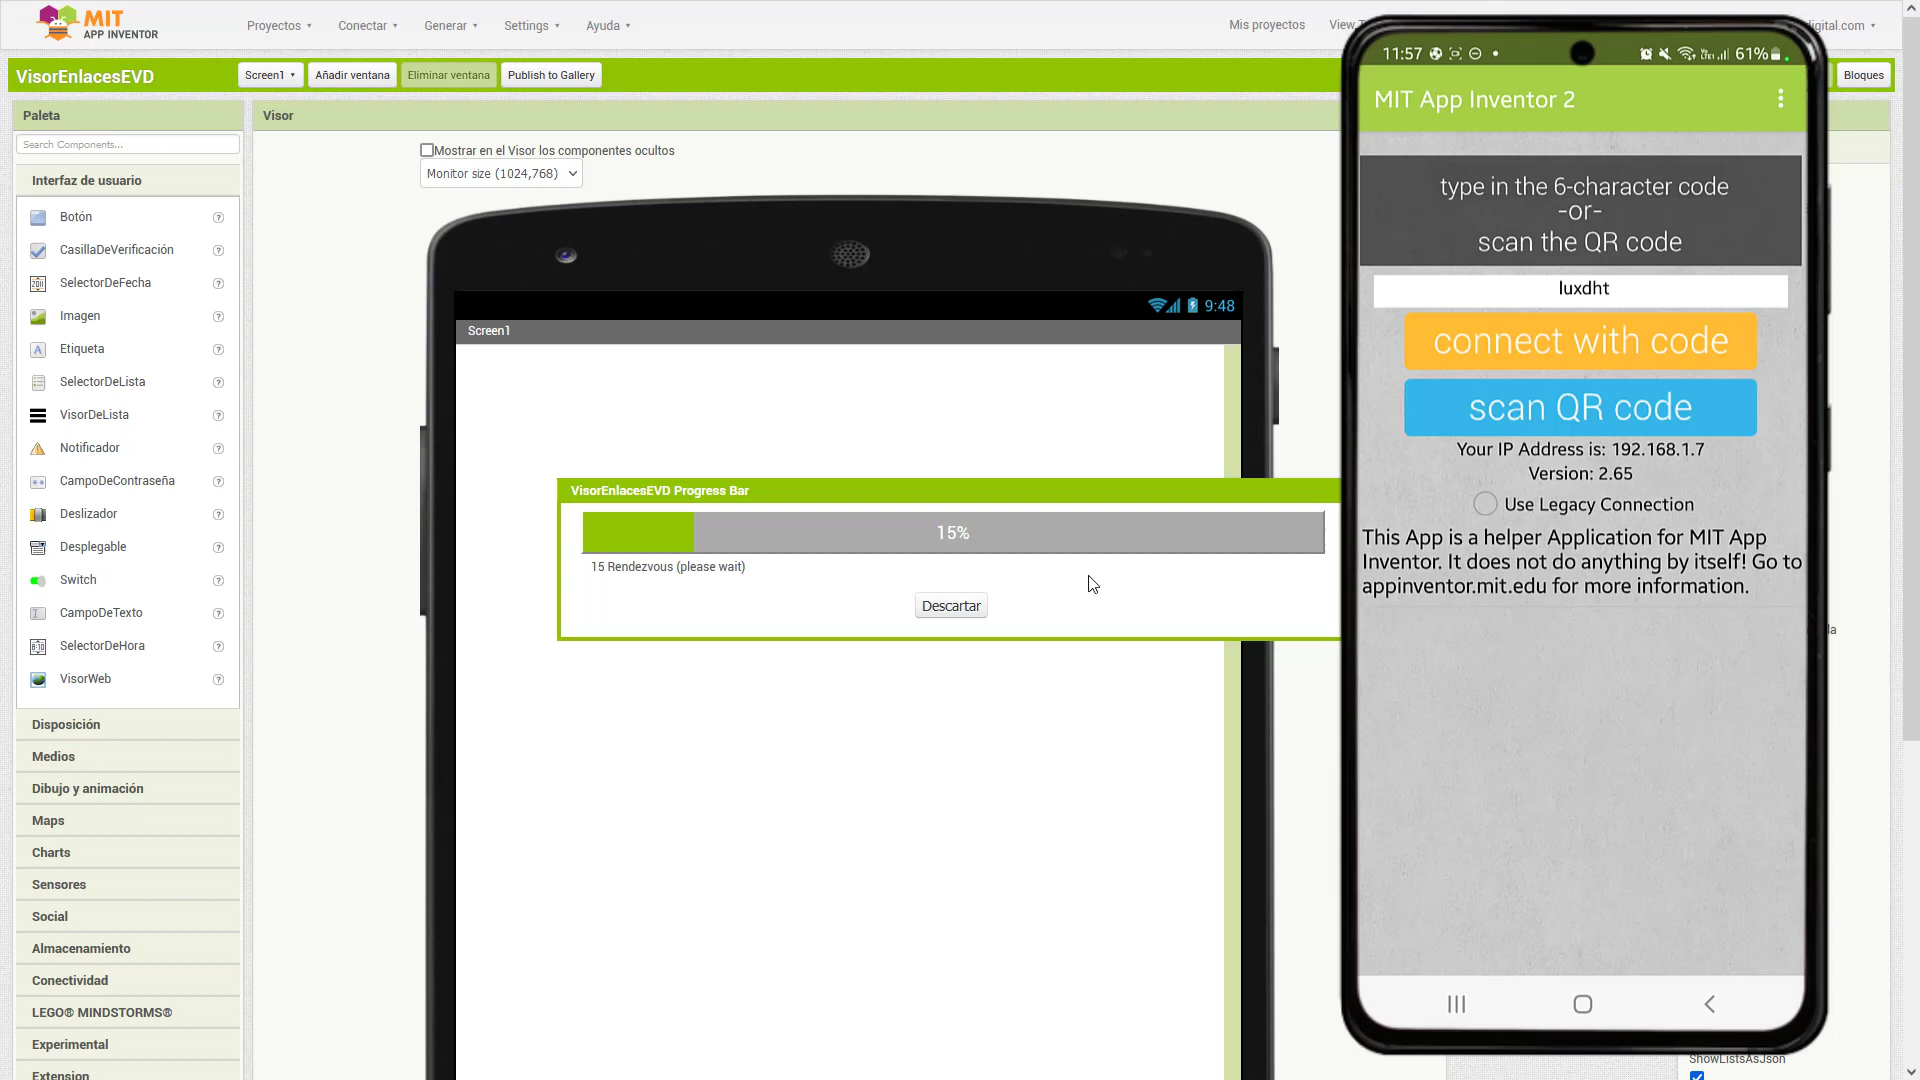 MIT
APP INVENTOR
Proyectos
Conectar
Generar
Settings
Ayuda
Mis proyectos
View
igital.com
VisorEnlacesEVD
Screen1
Añadir ventana
Eliminar ventana
Publish to Gallery
Bloques
Paleta
Search Components...
Interfaz de usuario
Botón
CasillaDeVerificación
SelectorDeFecha
Imagen
Etiqueta
SelectorDeLista
VisorDeLista
Notificador
CampoDeContraseña
Deslizador
Desplegable
Switch
CampoDeTexto
SelectorDeHora
VisorWeb
Disposición
Medios
Dibujo y animación
Maps
Charts
Sensores
Social
Almacenamiento
Conectividad
LEGO® MINDSTORMS®
Experimental
Extension
Visor
Mostrar en el Visor los componentes ocultos
Monitor size (1024,768)
9:48
Screen1
VisorEnlacesEVD Progress Bar
15%
15 Rendezvous (please wait)
Descartar
11:57
61%
MIT App Inventor 2
type in the 6-character code
-or-
scan the QR code
luxdht
connect with code
scan QR code
Your IP Address is: 192.168.1.7
Version: 2.65
Use Legacy Connection
This App is a helper Application for MIT App
Inventor. It does not do anything by itself! Go to
appinventor.mit.edu for more information.
la
ShowListsAsJson